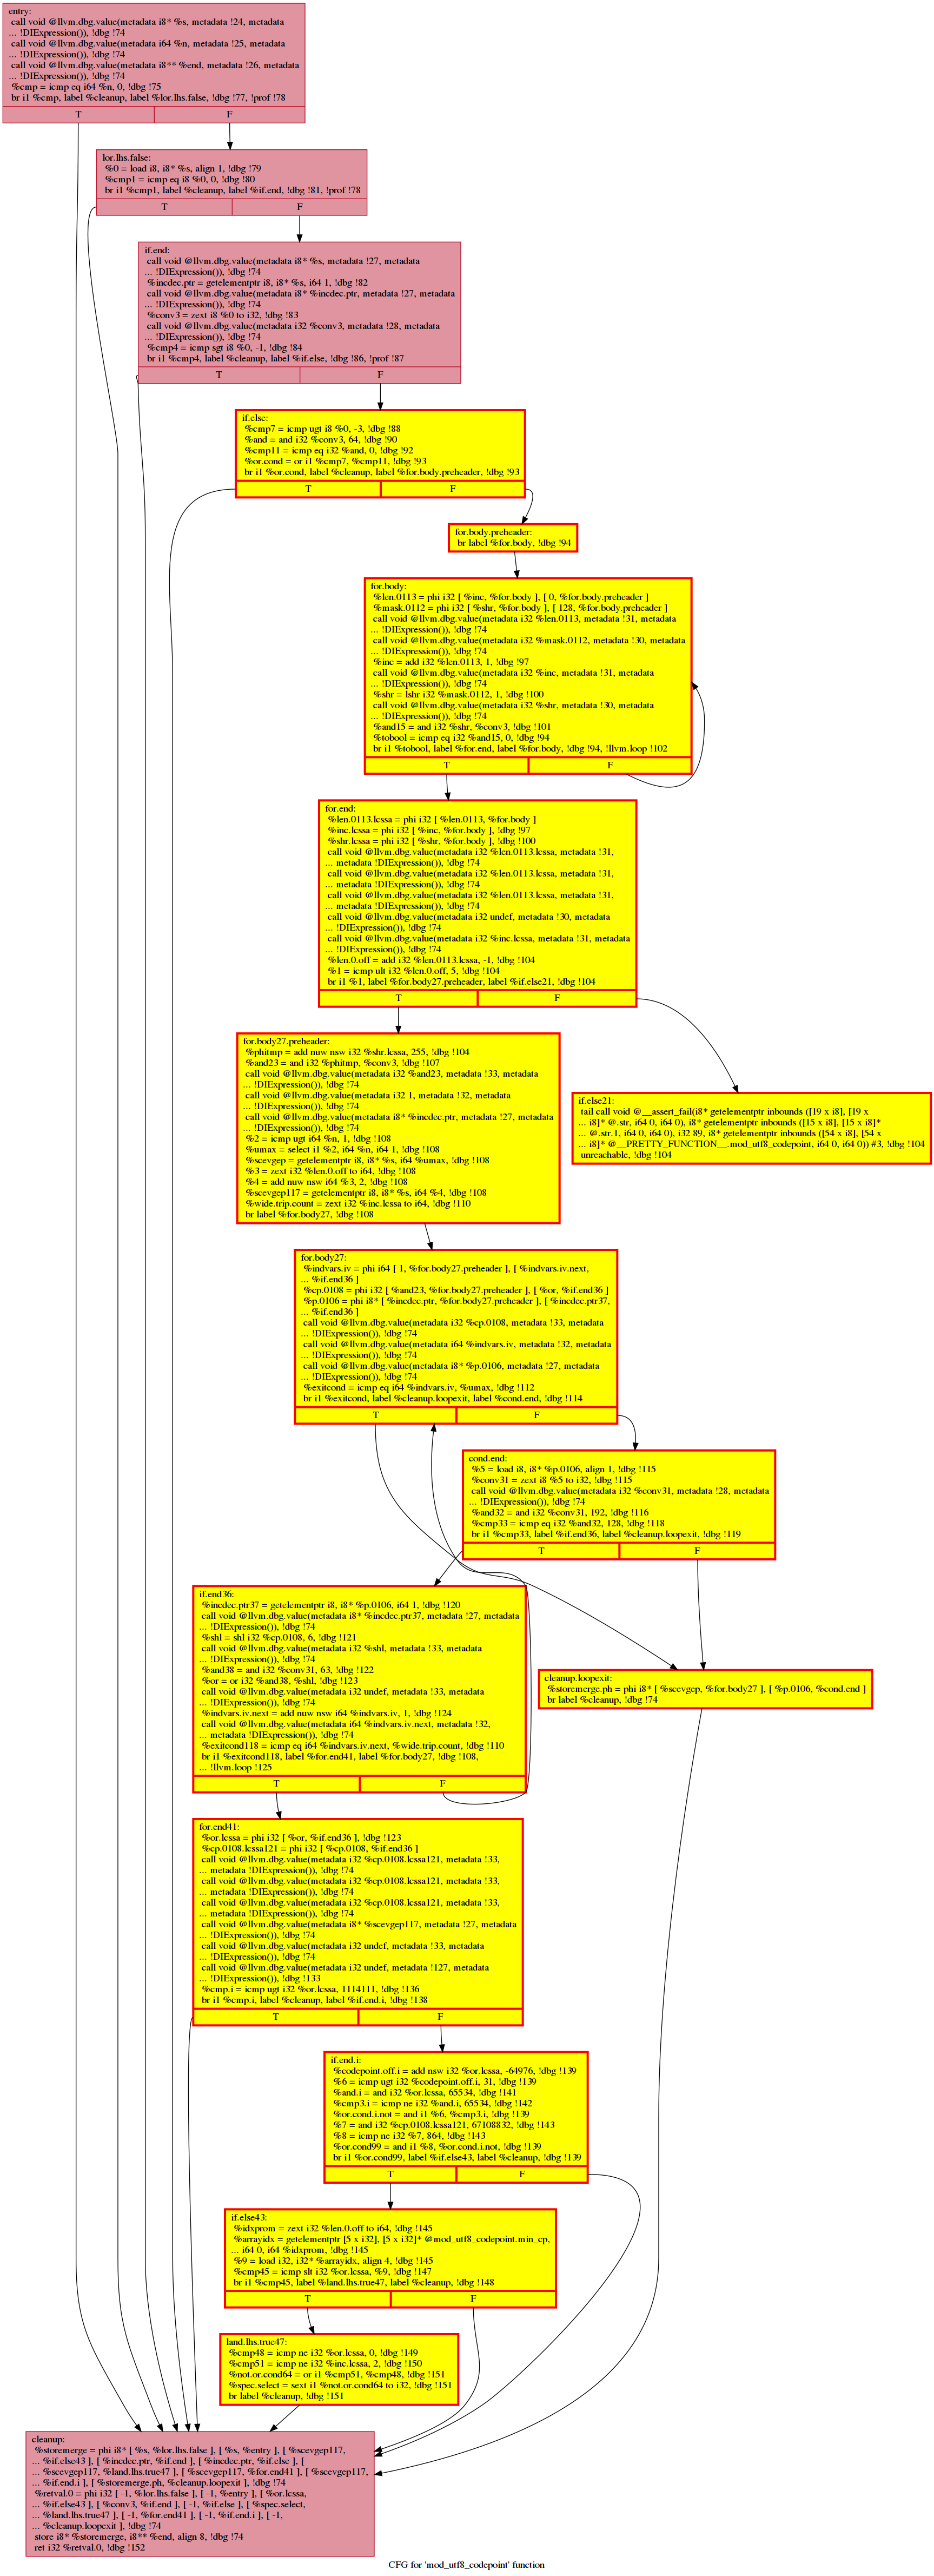 entry:
call void @llvm.dbg.value(metadata i8* %s, metadata !24, metadata
... !DIExpression()), !dbg !74
call void @llvm.dbg.value(metadata i64 %n, metadata !25, metadata
... !DIExpression()), !dbg !74
call void @llvm.dbg.value(metadata i8** %end, metadata !26, metadata
... !DIExpression()), !dbg !74
%cmp = icmp eq i64 %n, 0, !dbg !75
br i1 %cmp, label %cleanup, label %lor.lhs.false, !dbg !77, !prof !78
T F
lor.lhs.false:
%0 = load i8, i8* %s, align 1, !dbg !79
%cmp1 = icmp eq i8 %0, 0, !dbg !80
br i1 %cmp1, label %cleanup, label %if.end, !dbg !81, !prof !78
T F
if.end:
call void @llvm.dbg.value(metadata i8* %s, metadata !27, metadata
... !DIExpression()), !dbg !74
%incdec.ptr = getelementptr i8, i8* %s, i64 1, !dbg !82
call void @llvm.dbg.value(metadata i8* %incdec.ptr, metadata !27, metadata
... !DIExpression()), !dbg !74
%conv3 = zext i8 %0 to i32, !dbg !83
call void @llvm.dbg.value(metadata i32 %conv3, metadata !28, metadata
... !DIExpression()), !dbg !74
%cmp4 = icmp sgt i8 %0, -1, !dbg !84
br i1 %cmp4, label %cleanup, label %if.else, !dbg !86, !prof !87
T F
if.else:
%cmp7 = icmp ugt i8 %0, -3, !dbg !88
%and = and i32 %conv3, 64, !dbg !90
%cmp11 = icmp eq i32 %and, 0, !dbg !92
%or.cond = or i1 %cmp7, %cmp11, !dbg !93
br i1 %or.cond, label %cleanup, label %for.body.preheader, !dbg !93
T F
for.body.preheader:
br label %for.body, !dbg !94
for.body:
%len.0113 = phi i32 [ %inc, %for.body ], [ 0, %for.body.preheader ]
%mask.0112 = phi i32 [ %shr, %for.body ], [ 128, %for.body.preheader ]
call void @llvm.dbg.value(metadata i32 %len.0113, metadata !31, metadata
... !DIExpression()), !dbg !74
call void @llvm.dbg.value(metadata i32 %mask.0112, metadata !30, metadata
... !DIExpression()), !dbg !74
%inc = add i32 %len.0113, 1, !dbg !97
call void @llvm.dbg.value(metadata i32 %inc, metadata !31, metadata
... !DIExpression()), !dbg !74
%shr = lshr i32 %mask.0112, 1, !dbg !100
call void @llvm.dbg.value(metadata i32 %shr, metadata !30, metadata
... !DIExpression()), !dbg !74
%and15 = and i32 %shr, %conv3, !dbg !101
%tobool = icmp eq i32 %and15, 0, !dbg !94
br i1 %tobool, label %for.end, label %for.body, !dbg !94, !llvm.loop !102
T F
for.end:
%len.0113.lcssa = phi i32 [ %len.0113, %for.body ]
%inc.lcssa = phi i32 [ %inc, %for.body ], !dbg !97
%shr.lcssa = phi i32 [ %shr, %for.body ], !dbg !100
call void @llvm.dbg.value(metadata i32 %len.0113.lcssa, metadata !31,
... metadata !DIExpression()), !dbg !74
call void @llvm.dbg.value(metadata i32 %len.0113.lcssa, metadata !31,
... metadata !DIExpression()), !dbg !74
call void @llvm.dbg.value(metadata i32 %len.0113.lcssa, metadata !31,
... metadata !DIExpression()), !dbg !74
call void @llvm.dbg.value(metadata i32 undef, metadata !30, metadata
... !DIExpression()), !dbg !74
call void @llvm.dbg.value(metadata i32 %inc.lcssa, metadata !31, metadata
... !DIExpression()), !dbg !74
%len.0.off = add i32 %len.0113.lcssa, -1, !dbg !104
%1 = icmp ult i32 %len.0.off, 5, !dbg !104
br i1 %1, label %for.body27.preheader, label %if.else21, !dbg !104
T F
for.body27.preheader:
%phitmp = add nuw nsw i32 %shr.lcssa, 255, !dbg !104
%and23 = and i32 %phitmp, %conv3, !dbg !107
call void @llvm.dbg.value(metadata i32 %and23, metadata !33, metadata
... !DIExpression()), !dbg !74
call void @llvm.dbg.value(metadata i32 1, metadata !32, metadata
... !DIExpression()), !dbg !74
call void @llvm.dbg.value(metadata i8* %incdec.ptr, metadata !27, metadata
... !DIExpression()), !dbg !74
%2 = icmp ugt i64 %n, 1, !dbg !108
%umax = select i1 %2, i64 %n, i64 1, !dbg !108
%scevgep = getelementptr i8, i8* %s, i64 %umax, !dbg !108
%3 = zext i32 %len.0.off to i64, !dbg !108
%4 = add nuw nsw i64 %3, 2, !dbg !108
%scevgep117 = getelementptr i8, i8* %s, i64 %4, !dbg !108
%wide.trip.count = zext i32 %inc.lcssa to i64, !dbg !110
br label %for.body27, !dbg !108
if.else21:
tail call void @__assert_fail(i8* getelementptr inbounds ([19 x i8], [19 x
... i8]* @.str, i64 0, i64 0), i8* getelementptr inbounds ([15 x i8], [15 x i8]*
... @.str.1, i64 0, i64 0), i32 89, i8* getelementptr inbounds ([54 x i8], [54 x
... i8]* @__PRETTY_FUNCTION__.mod_utf8_codepoint, i64 0, i64 0)) #3, !dbg !104
unreachable, !dbg !104
for.body27:
%indvars.iv = phi i64 [ 1, %for.body27.preheader ], [ %indvars.iv.next,
... %if.end36 ]
%cp.0108 = phi i32 [ %and23, %for.body27.preheader ], [ %or, %if.end36 ]
%p.0106 = phi i8* [ %incdec.ptr, %for.body27.preheader ], [ %incdec.ptr37,
... %if.end36 ]
call void @llvm.dbg.value(metadata i32 %cp.0108, metadata !33, metadata
... !DIExpression()), !dbg !74
call void @llvm.dbg.value(metadata i64 %indvars.iv, metadata !32, metadata
... !DIExpression()), !dbg !74
call void @llvm.dbg.value(metadata i8* %p.0106, metadata !27, metadata
... !DIExpression()), !dbg !74
%exitcond = icmp eq i64 %indvars.iv, %umax, !dbg !112
br i1 %exitcond, label %cleanup.loopexit, label %cond.end, !dbg !114
T F
cond.end:
%5 = load i8, i8* %p.0106, align 1, !dbg !115
%conv31 = zext i8 %5 to i32, !dbg !115
call void @llvm.dbg.value(metadata i32 %conv31, metadata !28, metadata
... !DIExpression()), !dbg !74
%and32 = and i32 %conv31, 192, !dbg !116
%cmp33 = icmp eq i32 %and32, 128, !dbg !118
br i1 %cmp33, label %if.end36, label %cleanup.loopexit, !dbg !119
T F
if.end36:
%incdec.ptr37 = getelementptr i8, i8* %p.0106, i64 1, !dbg !120
call void @llvm.dbg.value(metadata i8* %incdec.ptr37, metadata !27, metadata
... !DIExpression()), !dbg !74
%shl = shl i32 %cp.0108, 6, !dbg !121
call void @llvm.dbg.value(metadata i32 %shl, metadata !33, metadata
... !DIExpression()), !dbg !74
%and38 = and i32 %conv31, 63, !dbg !122
%or = or i32 %and38, %shl, !dbg !123
call void @llvm.dbg.value(metadata i32 undef, metadata !33, metadata
... !DIExpression()), !dbg !74
%indvars.iv.next = add nuw nsw i64 %indvars.iv, 1, !dbg !124
call void @llvm.dbg.value(metadata i64 %indvars.iv.next, metadata !32,
... metadata !DIExpression()), !dbg !74
%exitcond118 = icmp eq i64 %indvars.iv.next, %wide.trip.count, !dbg !110
br i1 %exitcond118, label %for.end41, label %for.body27, !dbg !108,
... !llvm.loop !125
T F
cleanup.loopexit:
%storemerge.ph = phi i8* [ %scevgep, %for.body27 ], [ %p.0106, %cond.end ]
br label %cleanup, !dbg !74
for.end41:
%or.lcssa = phi i32 [ %or, %if.end36 ], !dbg !123
%cp.0108.lcssa121 = phi i32 [ %cp.0108, %if.end36 ]
call void @llvm.dbg.value(metadata i32 %cp.0108.lcssa121, metadata !33,
... metadata !DIExpression()), !dbg !74
call void @llvm.dbg.value(metadata i32 %cp.0108.lcssa121, metadata !33,
... metadata !DIExpression()), !dbg !74
call void @llvm.dbg.value(metadata i32 %cp.0108.lcssa121, metadata !33,
... metadata !DIExpression()), !dbg !74
call void @llvm.dbg.value(metadata i8* %scevgep117, metadata !27, metadata
... !DIExpression()), !dbg !74
call void @llvm.dbg.value(metadata i32 undef, metadata !33, metadata
... !DIExpression()), !dbg !74
call void @llvm.dbg.value(metadata i32 undef, metadata !127, metadata
... !DIExpression()), !dbg !133
%cmp.i = icmp ugt i32 %or.lcssa, 1114111, !dbg !136
br i1 %cmp.i, label %cleanup, label %if.end.i, !dbg !138
T F
if.end.i:
%codepoint.off.i = add nsw i32 %or.lcssa, -64976, !dbg !139
%6 = icmp ugt i32 %codepoint.off.i, 31, !dbg !139
%and.i = and i32 %or.lcssa, 65534, !dbg !141
%cmp3.i = icmp ne i32 %and.i, 65534, !dbg !142
%or.cond.i.not = and i1 %6, %cmp3.i, !dbg !139
%7 = and i32 %cp.0108.lcssa121, 67108832, !dbg !143
%8 = icmp ne i32 %7, 864, !dbg !143
%or.cond99 = and i1 %8, %or.cond.i.not, !dbg !139
br i1 %or.cond99, label %if.else43, label %cleanup, !dbg !139
T F
if.else43:
%idxprom = zext i32 %len.0.off to i64, !dbg !145
%arrayidx = getelementptr [5 x i32], [5 x i32]* @mod_utf8_codepoint.min_cp,
... i64 0, i64 %idxprom, !dbg !145
%9 = load i32, i32* %arrayidx, align 4, !dbg !145
%cmp45 = icmp slt i32 %or.lcssa, %9, !dbg !147
br i1 %cmp45, label %land.lhs.true47, label %cleanup, !dbg !148
T F
land.lhs.true47:
%cmp48 = icmp ne i32 %or.lcssa, 0, !dbg !149
%cmp51 = icmp ne i32 %inc.lcssa, 2, !dbg !150
%not.or.cond64 = or i1 %cmp51, %cmp48, !dbg !151
%spec.select = sext i1 %not.or.cond64 to i32, !dbg !151
br label %cleanup, !dbg !151
cleanup:
%storemerge = phi i8* [ %s, %lor.lhs.false ], [ %s, %entry ], [ %scevgep117,
... %if.else43 ], [ %incdec.ptr, %if.end ], [ %incdec.ptr, %if.else ], [
... %scevgep117, %land.lhs.true47 ], [ %scevgep117, %for.end41 ], [ %scevgep117,
... %if.end.i ], [ %storemerge.ph, %cleanup.loopexit ], !dbg !74
%retval.0 = phi i32 [ -1, %lor.lhs.false ], [ -1, %entry ], [ %or.lcssa,
... %if.else43 ], [ %conv3, %if.end ], [ -1, %if.else ], [ %spec.select,
... %land.lhs.true47 ], [ -1, %for.end41 ], [ -1, %if.end.i ], [ -1,
... %cleanup.loopexit ], !dbg !74
store i8* %storemerge, i8** %end, align 8, !dbg !74
ret i32 %retval.0, !dbg !152
CFG for 'mod_utf8_codepoint' function